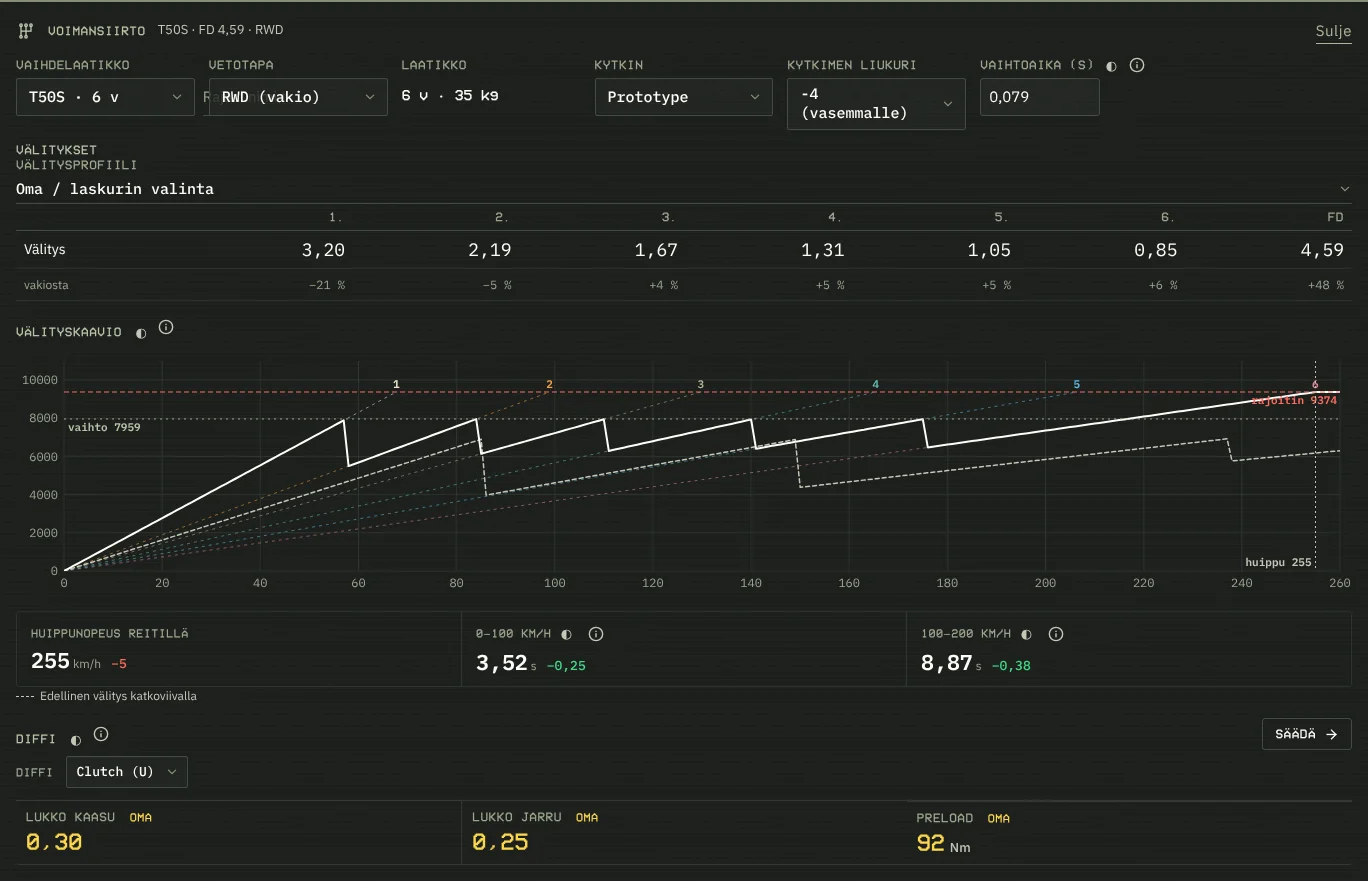 VOIMANSIIRTO T50S · FD 4,59 · RWD
Sulje
VAIHDELAATIKKO VETOTAPA LAATIKKO KYTKIN KYTKIMEN LIUKURI VAIHTOAIKA (S)
T50S · 6 v RWD (vakio) 6 v · 35 kg Prototype -4 (vasemmalle) 0,079
VÄLITYKSET
VÄLITYSPROFIILI
Oma / laskurin valinta
1. 2. 3. 4. 5. 6. FD
Välitys 3,20 2,19 1,67 1,31 1,05 0,85 4,59
vakiosta −21 % −5 % +4 % +5 % +5 % +6 % +48 %
VÄLITYSKAAVIO
10000 1 2 3 4 5 6
rajoitin 9374
8000
vaihto 7959
6000
4000
2000
huippu 255
0
0 20 40 60 80 100 120 140 160 180 200 220 240 260
HUIPPUNOPEUS REITILLÄ 0-100 KM/H 100-200 KM/H
255 km/h −5 3,52 s −0,25 8,87 s −0,38
Edellinen välitys katkoviivalla
DIFFI
SÄÄDÄ →
DIFFI Clutch (U)
LUKKO KAASU OMA LUKKO JARRU OMA PRELOAD OMA
0,30 0,25 92 Nm